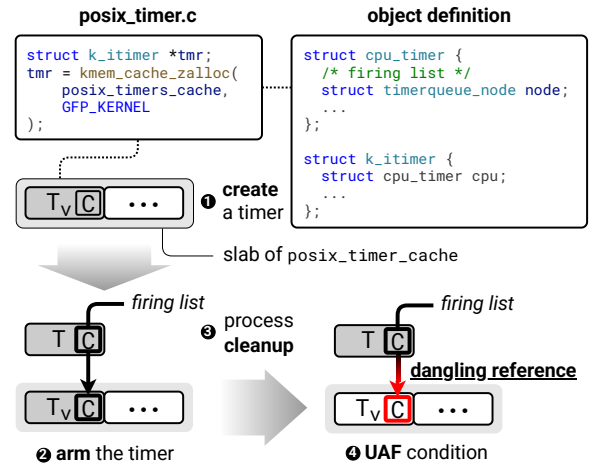 posix_timer.c
struct k_itimer *tmr;
tmr = kmem_cache_zalloc(
posix_timers_cache,
GFP_KERNEL
);
object definition
struct cpu_timer {
/* firing list */
struct timerqueue_node node;
...
};
struct k_itimer {
struct cpu_timer cpu;
...
};
Tv C •••
❶ create
a timer
slab of posix_timer_cache
firing list
T C
Tv C •••
❷ arm the timer
❸ process
cleanup
firing list
T C
dangling reference
Tv C •••
❹ UAF condition